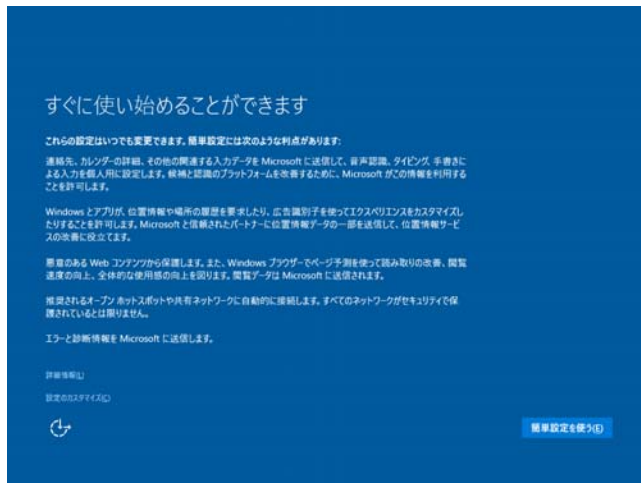 すぐに使い始めることができます
これらの設定はいつでも変更できます。簡単設定には次のような利点があります:
連絡先、カレンダーの詳細、その他の関連する入力データを Microsoft に送信して、音声認識、タイピング、手書きに
よる入力を個人用に設定します。候補と認識のプラットフォームを改善するために、Microsoft がこの情報を利用する
ことを許可します。
Windows とアプリが、位置情報や場所の履歴を要求したり、広告識別子を使ってエクスペリエンスをカスタマイズし
たりすることを許可します。Microsoft と信頼されたパートナーに位置情報データの一部を送信して、位置情報サービ
スの改善に役立てます。
悪意のある Web コンテンツから保護します。また、Windows ブラウザーでページ予測を使って読み取りの改善、閲覧
速度の向上、全体的な使用感の向上を図ります。閲覧データは Microsoft に送信されます。
推奨されるオープン ホットスポットや共有ネットワークに自動的に接続します。すべてのネットワークがセキュリティで保
護されているとは限りません。
エラーと診断情報を Microsoft に送信します。
詳細情報(L)
設定のカスタマイズ(C)
簡単設定を使う(E)